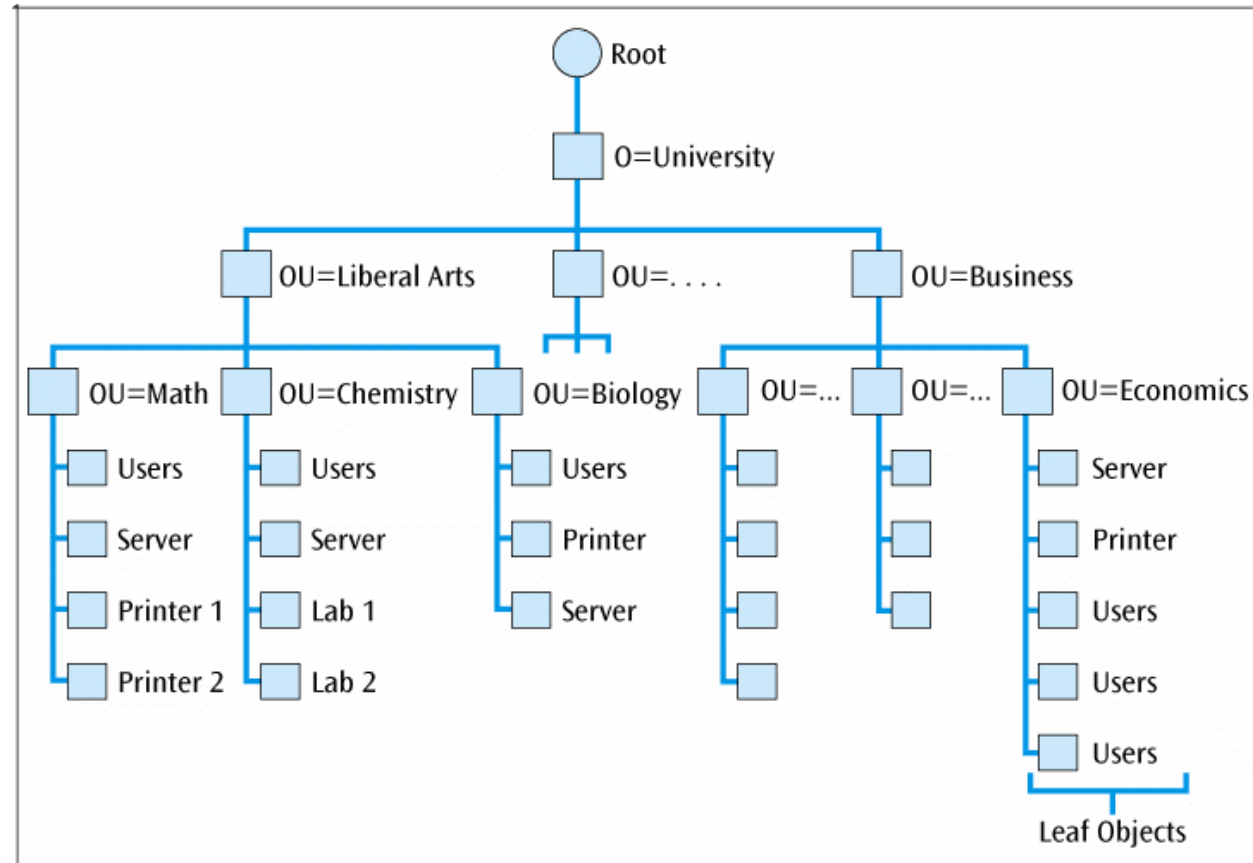 Root
O=University
OU=Liberal Arts
OU=. . . .
OU=Business
OU=Math
OU=Chemistry
OU=Biology
OU=...
OU=...
OU=Economics
Users
Users
Users
Server
Server
Server
Printer
Printer
Printer 1
Lab 1
Server
Users
Printer 2
Lab 2
Users
Users
Leaf Objects